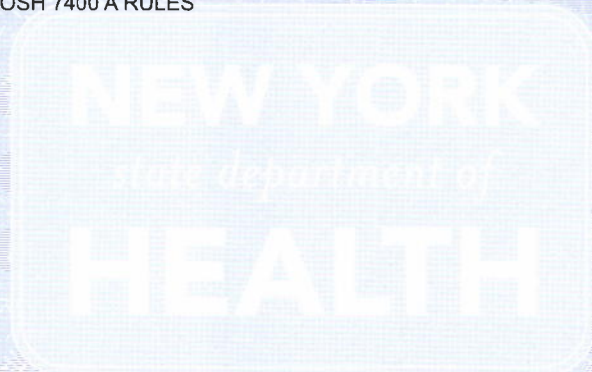 OSH 7400 A RULES
NEW YORK
state department of
HEALTH